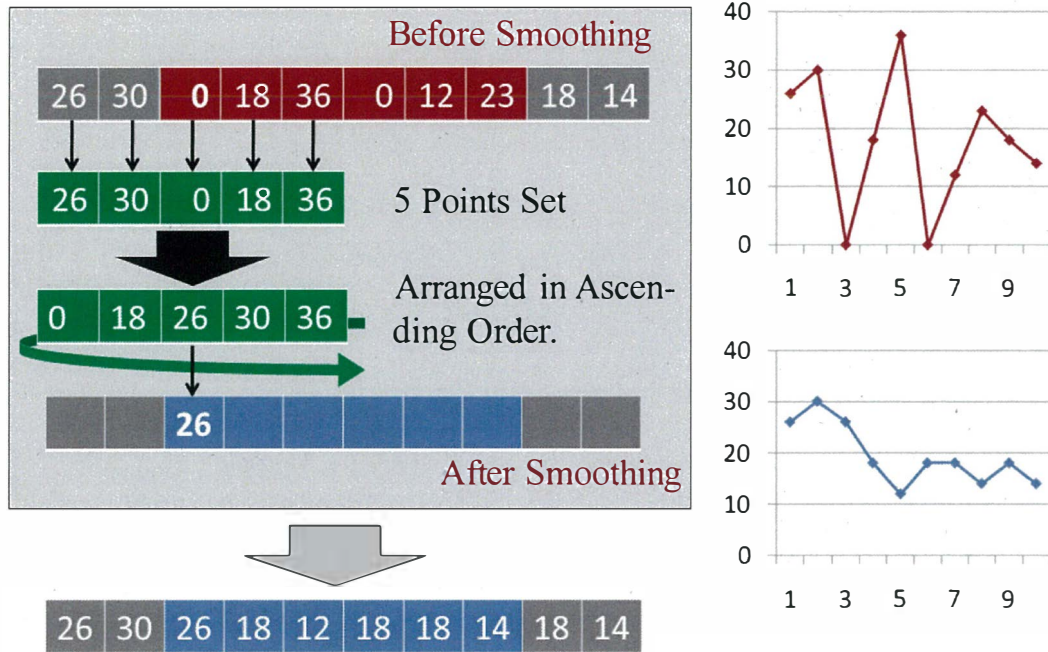 Before Smoothing
26 30 0 18 36 0 12 23 18 14
26 30 0 18 36
5 Points Set
Arranged in Ascen-
ding Order.
0 18 26 30 36
26
After Smoothing
26 30 26 18 12 18 18 14 18 14
40
30
20
10
0
1 3 5 7 9
40
30
20
10
0
1 3 5 7 9